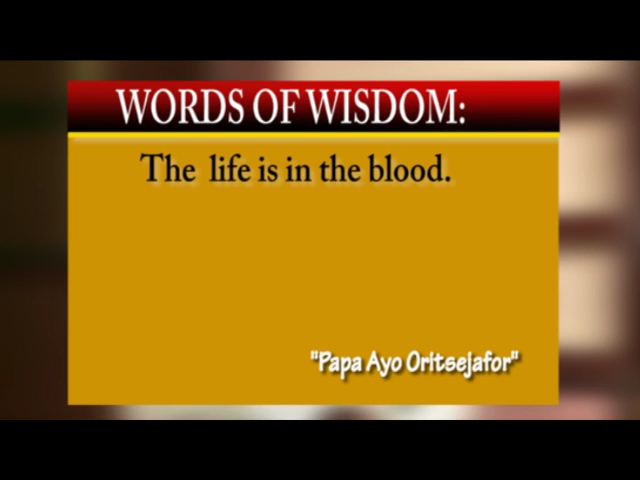 WORDS OF WISDOM:
The life is in the blood.
"Papa Ayo Oritsejafor"